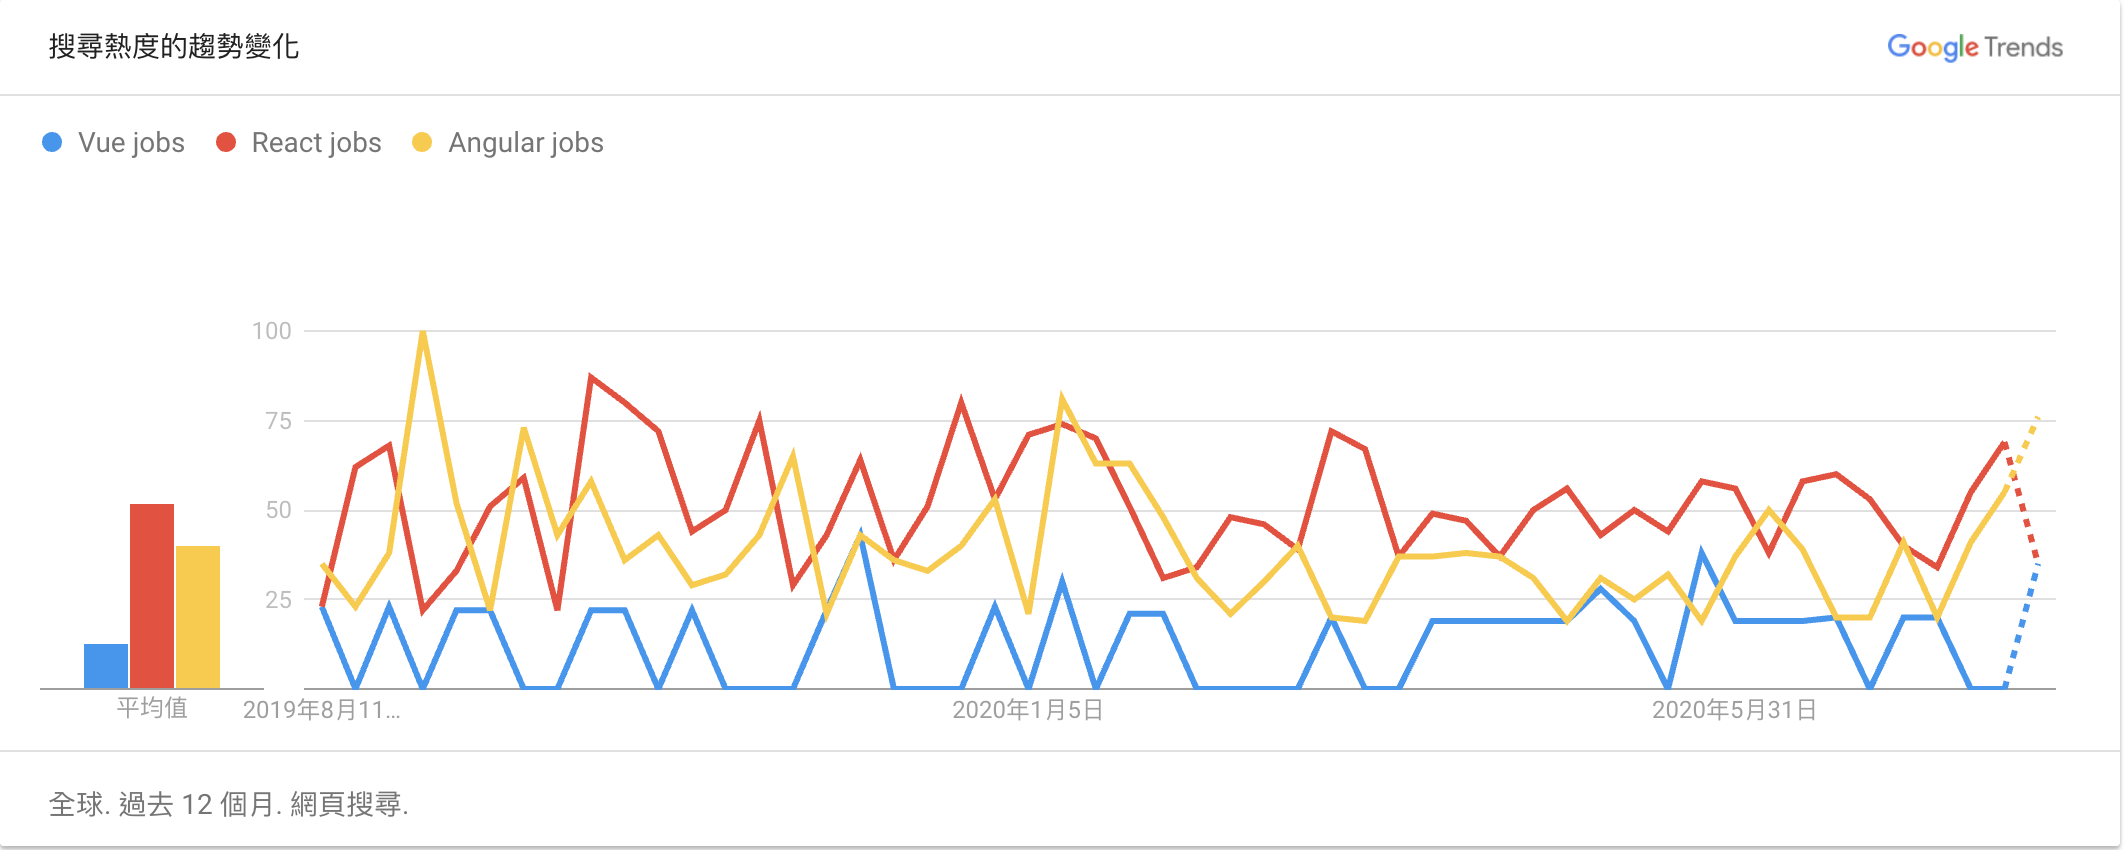 搜尋熱度的趨勢變化
Google Trends
Vue jobs React jobs Angular jobs
100
75
50
25
平均值
2019年8月11... 2020年1月5日 2020年5月31日
全球. 過去 12 個月. 網頁搜尋.